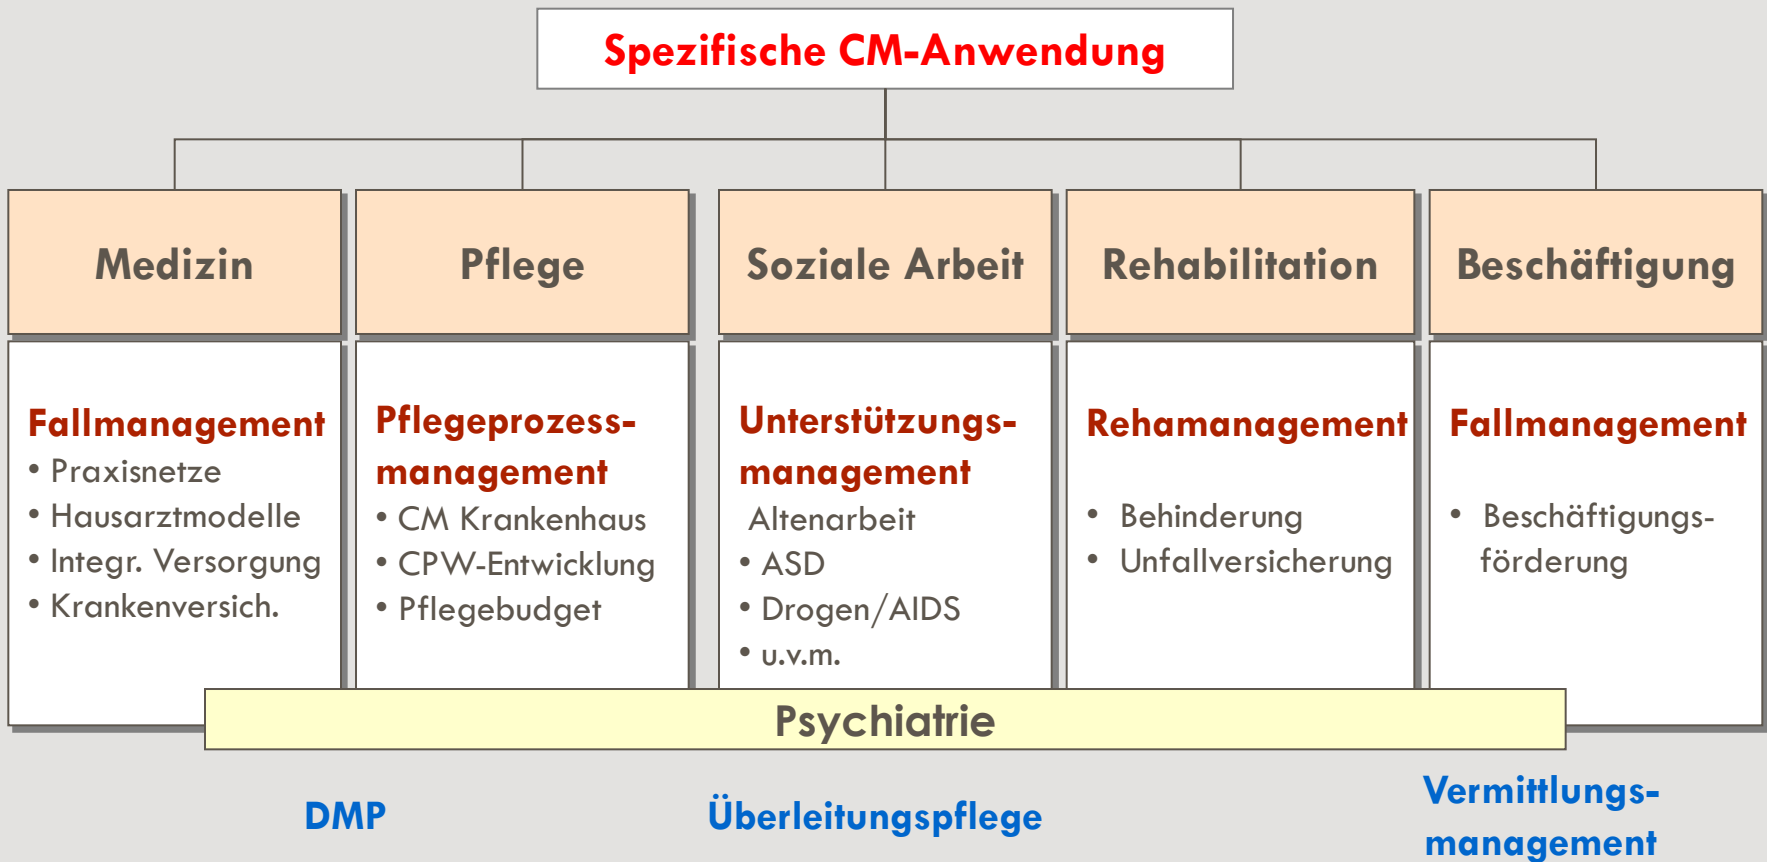 Spezifische CM-Anwendung
Medizin
Pflege
Soziale Arbeit
Rehabilitation
Beschäftigung
Fallmanagement
• Praxisnetze
• Hausarztmodelle
• Integr. Versorgung
• Krankenversich.
Pflegeprozess-
management
• CM Krankenhaus
• CPW-Entwicklung
• Pflegebudget
Unterstützungs-
management
Altenarbeit
• ASD
• Drogen/AIDS
• u.v.m.
Rehamanagement
• Behinderung
• Unfallversicherung
Fallmanagement
• Beschäftigungs-
förderung
Psychiatrie
DMP
Überleitungspflege
Vermittlungs-
management